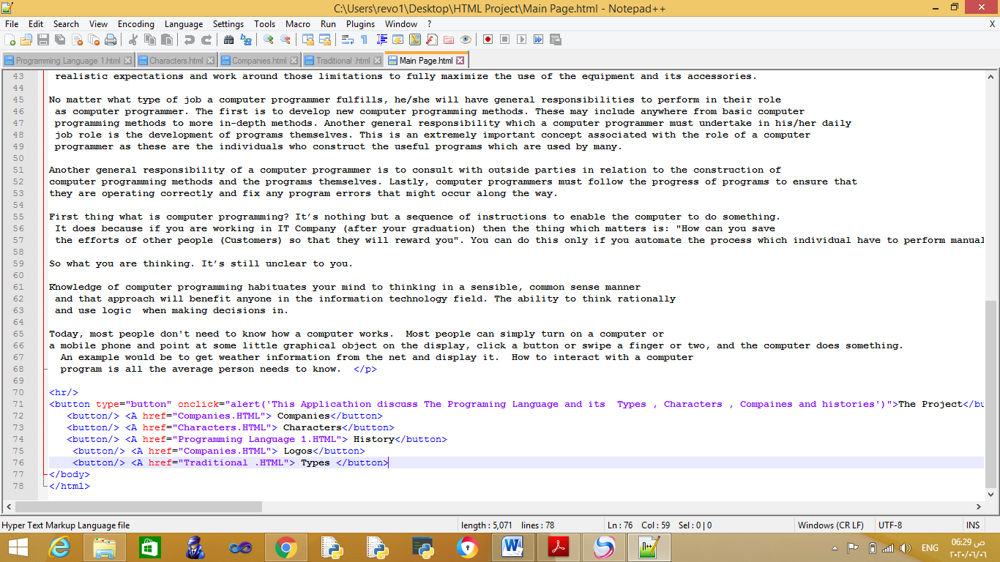 C:\Users\revo1\Desktop\HTML Project\Main Page.html - Notepad++
File Edit Search View Encoding Language Settings Tools Macro Run Plugins Window ? X
Programming Language 1.html Characters.html Companies.html Traditional .html Main Page.html
43 realistic expectations and work around those limitations to fully maximize the use of the equipment and its accessories.
44
45 No matter what type of job a computer programmer fulfills, he/she will have general responsibilities to perform in their role
46 as computer programmer. The first is to develop new computer programming methods. These may include anywhere from basic computer
47 programming methods to more in-depth methods. Another general responsibility which a computer programmer must undertake in his/her daily
48 job role is the development of programs themselves. This is an extremely important concept associated with the role of a computer
49 programmer as these are the individuals who construct the useful programs which are used by many.
50
51 Another general responsibility of a computer programmer is to consult with outside parties in relation to the construction of
52 computer programming methods and the programs themselves. Lastly, computer programmers must follow the progress of programs to ensure that
53 they are operating correctly and fix any program errors that might occur along the way.
54
55 First thing what is computer programming? It’s nothing but a sequence of instructions to enable the computer to do something.
56 It does because if you are working in IT Company (after your graduation) then the thing which matters is: "How can you save
57 the efforts of other people (Customers) so that they will reward you". You can do this only if you automate the process which individual have to perform manual
58
59 So what you are thinking. It’s still unclear to you.
60
61 Knowledge of computer programming habituates your mind to thinking in a sensible, common sense manner
62 and that approach will benefit anyone in the information technology field. The ability to think rationally
63 and use logic  when making decisions in.
64
65 Today, most people don't need to know how a computer works.  Most people can simply turn on a computer or
66 a mobile phone and point at some little graphical object on the display, click a button or swipe a finger or two, and the computer does something.
67 An example would be to get weather information from the net and display it.  How to interact with a computer
68 program is all the average person needs to know.  </p>
69
70 <hr/>
71 <button type="button" onclick="alert('This Applicathion discuss The Programing Language and its  Types , Characters , Compaines and histories')">The Project</bu
72 <button/> <A href="Companies.HTML"> Companies</button>
73 <button/> <A href="Characters.HTML"> Characters</button>
74 <button/> <A href="Programming Language 1.HTML"> History</button>
75 <button/> <A href="Companies.HTML"> Logos</button>
76 <button/> <A href="Traditional .HTML"> Types </button>
77 </body>
78 </html>
Hyper Text Markup Language file length : 5,071 lines : 78 Ln : 76 Col : 59 Sel : 0 | 0 Windows (CR LF) UTF-8 INS
ENG 06:29 ص
٢٠٢٠/٠٦/٠٦